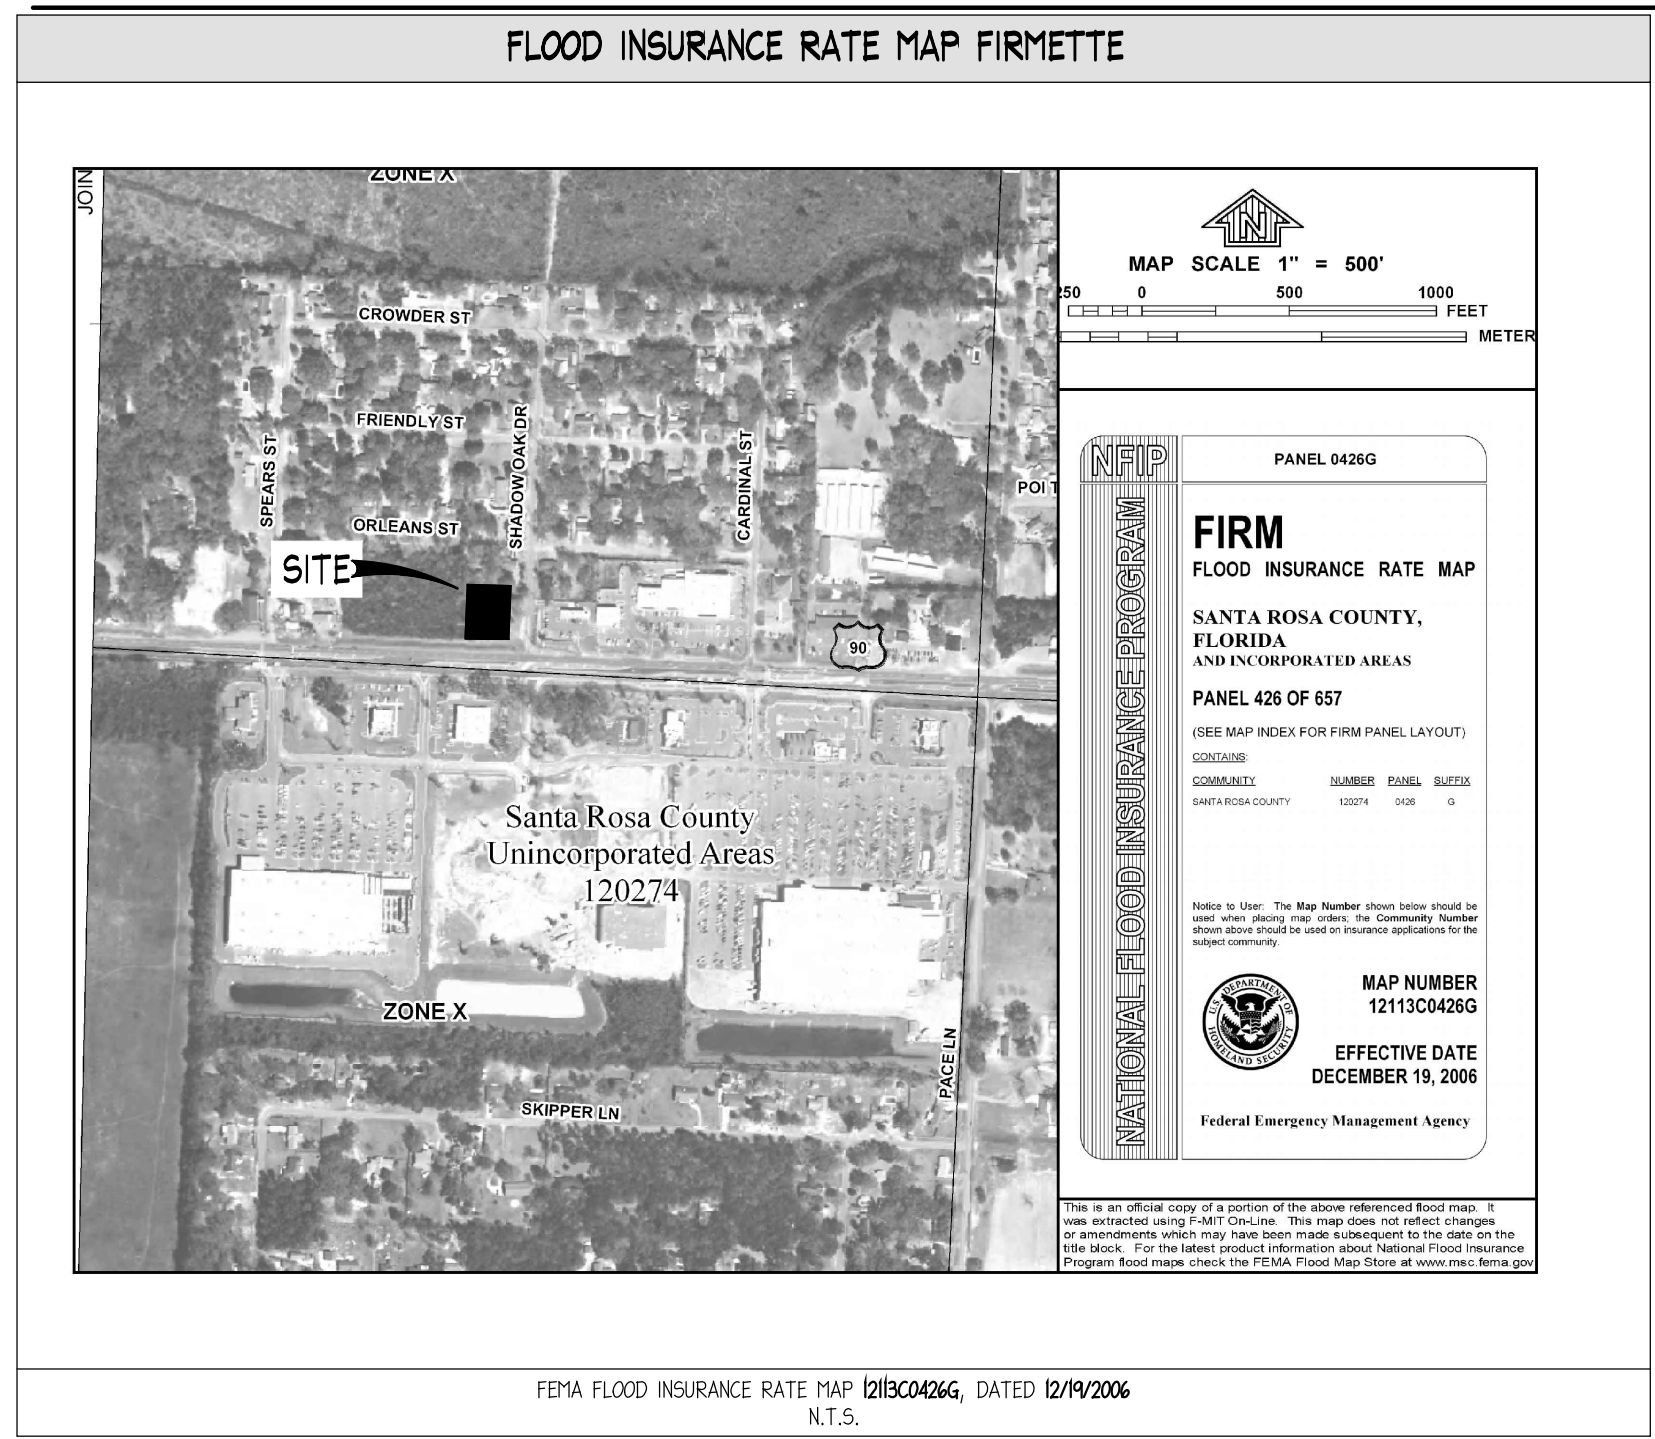 FLOOD INSURANCE RATE MAP FIRMETTE
JOIN
ZONE X
CROWDER ST
FRIENDLY ST
SPEARS ST
SHADOW OAK DR
CARDINAL ST
ORLEANS ST
SITE
90
Santa Rosa County
Unincorporated Areas
120274
ZONE X
PACE LN
SKIPPER LN
N
MAP SCALE 1" = 500'
250 0 500 1000
FEET
METER
NFIP
PANEL 0426G
NATIONAL FLOOD INSURANCE PROGRAM
FIRM
FLOOD INSURANCE RATE MAP
SANTA ROSA COUNTY,
FLORIDA
AND INCORPORATED AREAS
PANEL 426 OF 657
(SEE MAP INDEX FOR FIRM PANEL LAYOUT)
CONTAINS:
COMMUNITY NUMBER PANEL SUFFIX
SANTA ROSA COUNTY 120274 0426 G
Notice to User: The Map Number shown below should be
used when placing map orders; the Community Number
shown above should be used on insurance applications for the
subject community.
U.S. DEPARTMENT OF HOMELAND SECURITY
MAP NUMBER
12113C0426G
EFFECTIVE DATE
DECEMBER 19, 2006
Federal Emergency Management Agency
This is an official copy of a portion of the above referenced flood map. It
was extracted using F-MIT On-Line. This map does not reflect changes
or amendments which may have been made subsequent to the date on the
title block. For the latest product information about National Flood Insurance
Program flood maps check the FEMA Flood Map Store at www.msc.fema.gov
FEMA FLOOD INSURANCE RATE MAP 12113C0426G, DATED 12/19/2006
N.T.S.